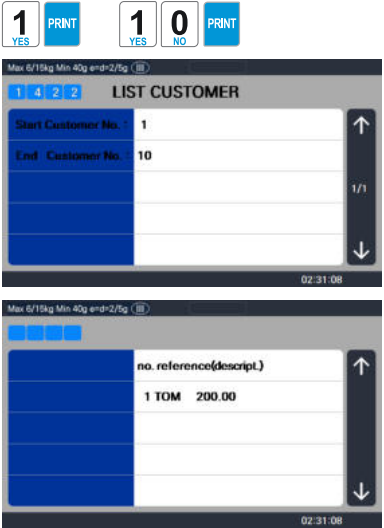 1 YES PRINT 1 YES 0 NO PRINT
Max 6/15kg Min 40g e=d=2/5g (III)
1 4 2 2 LIST CUSTOMER
Start Customer No. : 1
End Customer No. : 10
1/1
02:31:08
Max 6/15kg Min 40g e=d=2/5g (III)
no. reference(descript.)
1 TOM 200.00
02:31:08